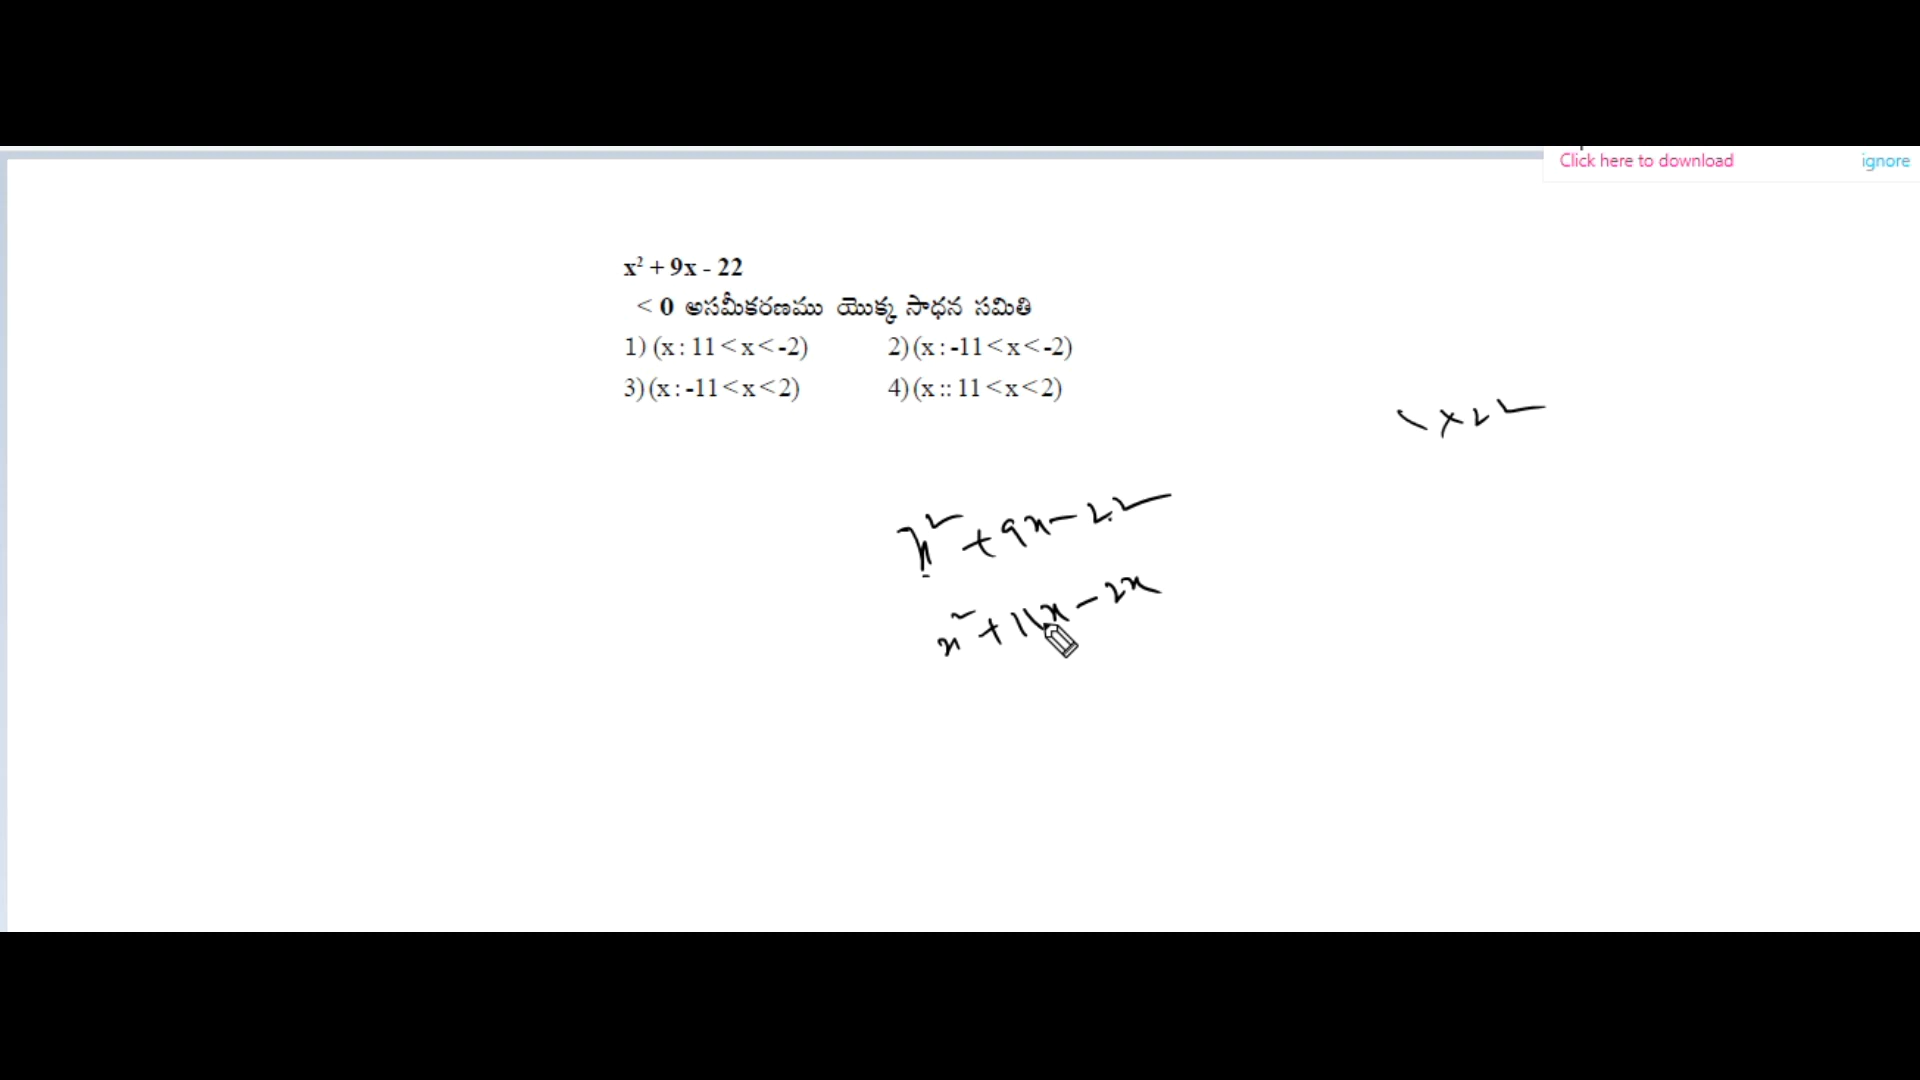 Click here to download ignore
x² + 9x - 22
< 0 అసమీకరణము యొక్క సాధన సమితి
1) (x : 11 < x < -2) 2) (x : -11 < x < -2)
3) (x : -11 < x < 2) 4) (x :: 11 < x < 2)
x² + 9x - 22
x² + 11x - 2x